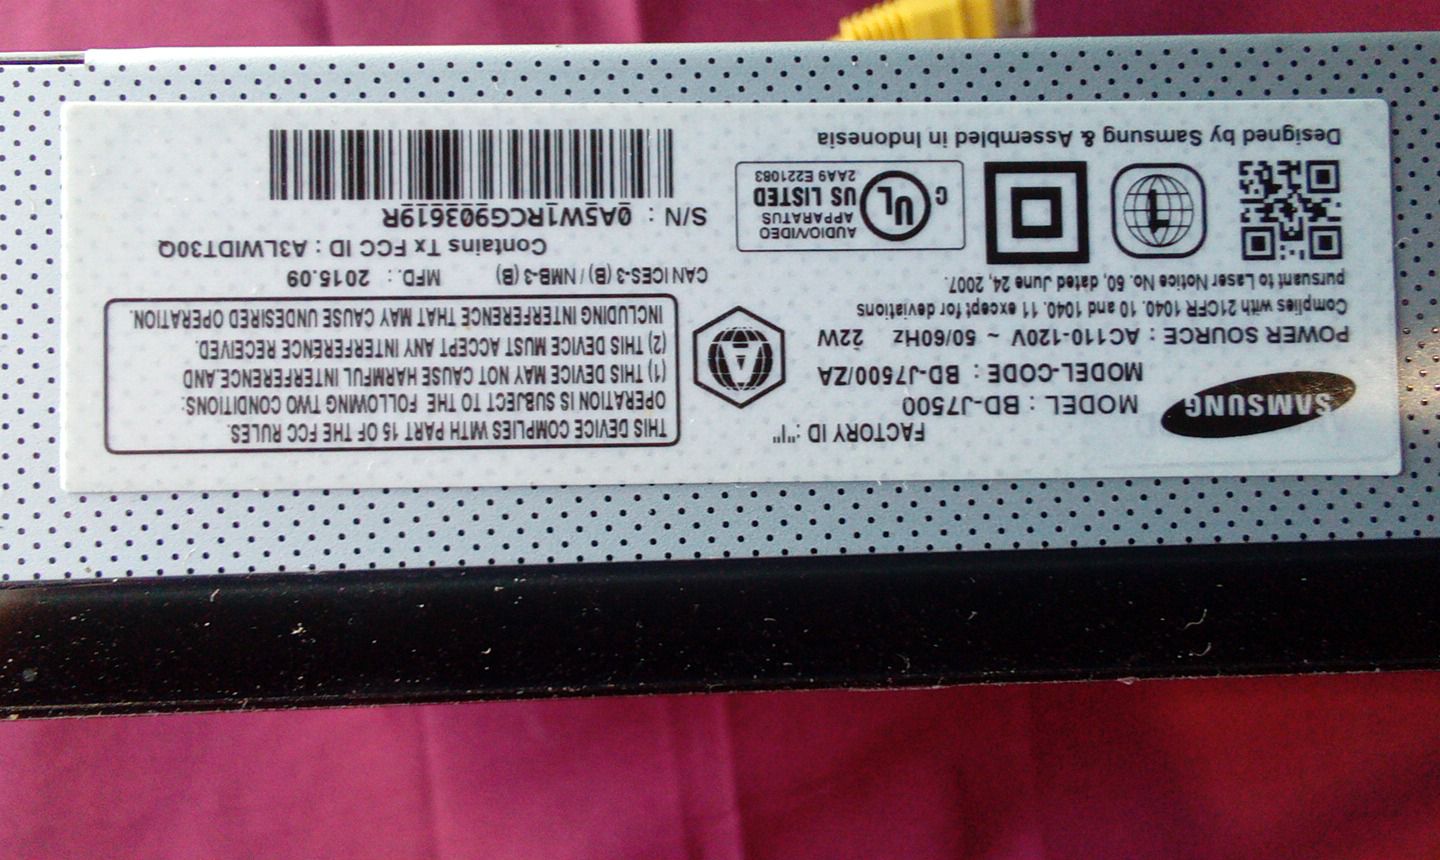 SAMSUNG
FACTORY ID :"I"
MODEL : BD-J7500
MODEL-CODE: BD-J7500/ZA
POWER SOURCE : AC110-120V ~ 50/60Hz 22W
Complies with 21CFR 1040. 10 and 1040. 11 except for deviations
pursuant to Laser Notice No. 50, dated June 24, 2007.
AUDIO/VIDEO
APPARATUS
C UL US LISTED
2AA9 E221083
Designed by Samsung & Assembled in Indonesia
THIS DEVICE COMPLIES WITH PART 15 OF THE FCC RULES.
OPERATION IS SUBJECT TO THE FOLLOWING TWO CONDITIONS:
(1) THIS DEVICE MAY NOT CAUSE HARMFUL INTERFERENCE.AND
(2) THIS DEVICE MUST ACCEPT ANY INTERFERENCE RECEIVED.
INCLUDING INTERFERENCE THAT MAY CAUSE UNDESIRED OPERATION.
CAN ICES-3 (B) / NMB-3 (B) MFD. : 2015.09
Contains Tx FCC ID : A3LWIDT30Q
S/N : 0A5W1RCG903619R